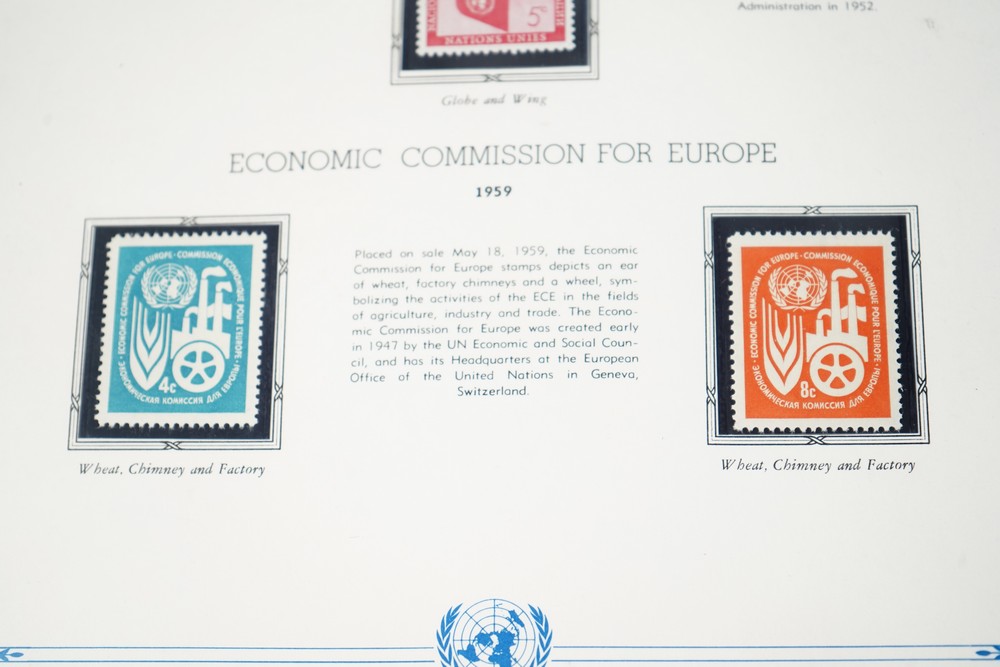 Administration in 1952.
5c
NATIONS UNIES
Globe and Wing
ECONOMIC COMMISSION FOR EUROPE
1959
Placed on sale May 18, 1959, the Economic
Commission for Europe stamps depicts an ear
of wheat, factory chimneys and a wheel, sym-
bolizing the activities of the ECE in the fields
of agriculture, industry and trade. The Econo-
mic Commission for Europe was created early
in 1947 by the UN Economic and Social Coun-
cil, and has its Headquarters at the European
Office of the United Nations in Geneva,
Switzerland.
ECONOMIC COMMISSION FOR EUROPE · COMMISSION ECONOMIQUE POUR L'EUROPE ·
ЭКОНОМИЧЕСКАЯ КОМИССИЯ ДЛЯ ЕВРОПЫ ·
4c
Wheat, Chimney and Factory
ECONOMIC COMMISSION FOR EUROPE · COMMISSION ECONOMIQUE POUR L'EUROPE ·
ЭКОНОМИЧЕСКАЯ КОМИССИЯ ДЛЯ ЕВРОПЫ ·
8c
Wheat, Chimney and Factory